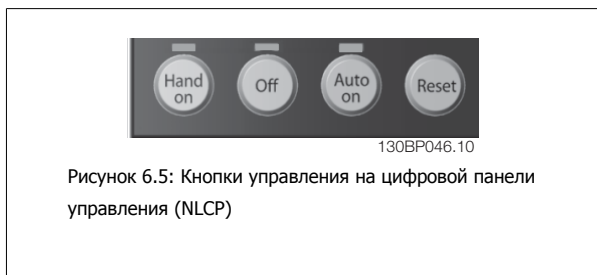 Hand on
Off
Auto on
Reset
130BP046.10
Рисунок 6.5: Кнопки управления на цифровой панели
управления (NLCP)